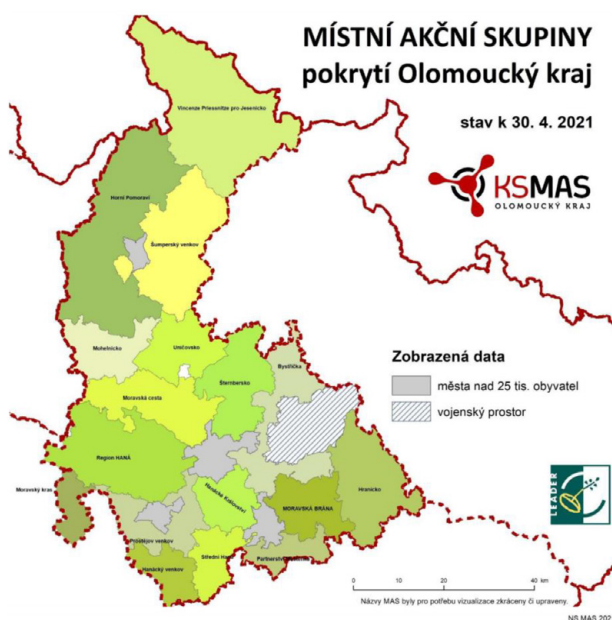 MÍSTNÍ AKČNÍ SKUPINY
pokrytí Olomoucký kraj
stav k 30. 4. 2021
KSMAS
OLOMOUCKÝ KRAJ
Vincenze Priessnitze pro Jesenicko
Horní Pomoraví
Šumperský venkov
Mohelnicko
Uničovsko
Šternbersko
Bystřička
Moravská cesta
Region HANÁ
Moravský kras
Hranicko
MORAVSKÁ BRÁNA
Prostějov venkov
Střední Haná
Partnerství
Hanácký venkov
Zobrazená data
města nad 25 tis. obyvatel
vojenský prostor
LEADER
0 10 20 40 km
Názvy MAS byly pro potřebu vizualizace zkráceny či upraveny.